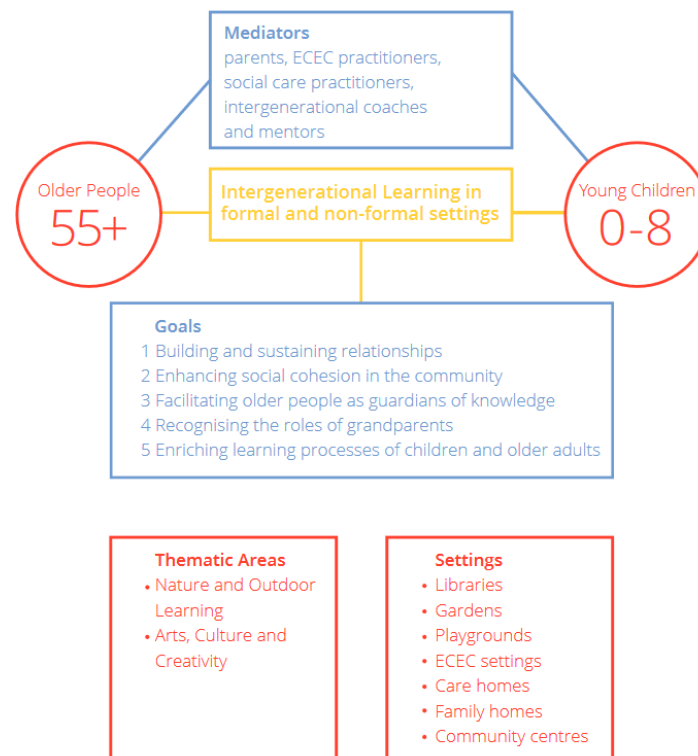 Mediators
parents, ECEC practitioners,
social care practitioners,
intergenerational coaches
and mentors
Older People
55+
Intergenerational Learning in
formal and non-formal settings
Young Children
0-8
Goals
1 Building and sustaining relationships
2 Enhancing social cohesion in the community
3 Facilitating older people as guardians of knowledge
4 Recognising the roles of grandparents
5 Enriching learning processes of children and older adults
Thematic Areas
• Nature and Outdoor
Learning
• Arts, Culture and
Creativity
Settings
• Libraries
• Gardens
• Playgrounds
• ECEC settings
• Care homes
• Family homes
• Community centres